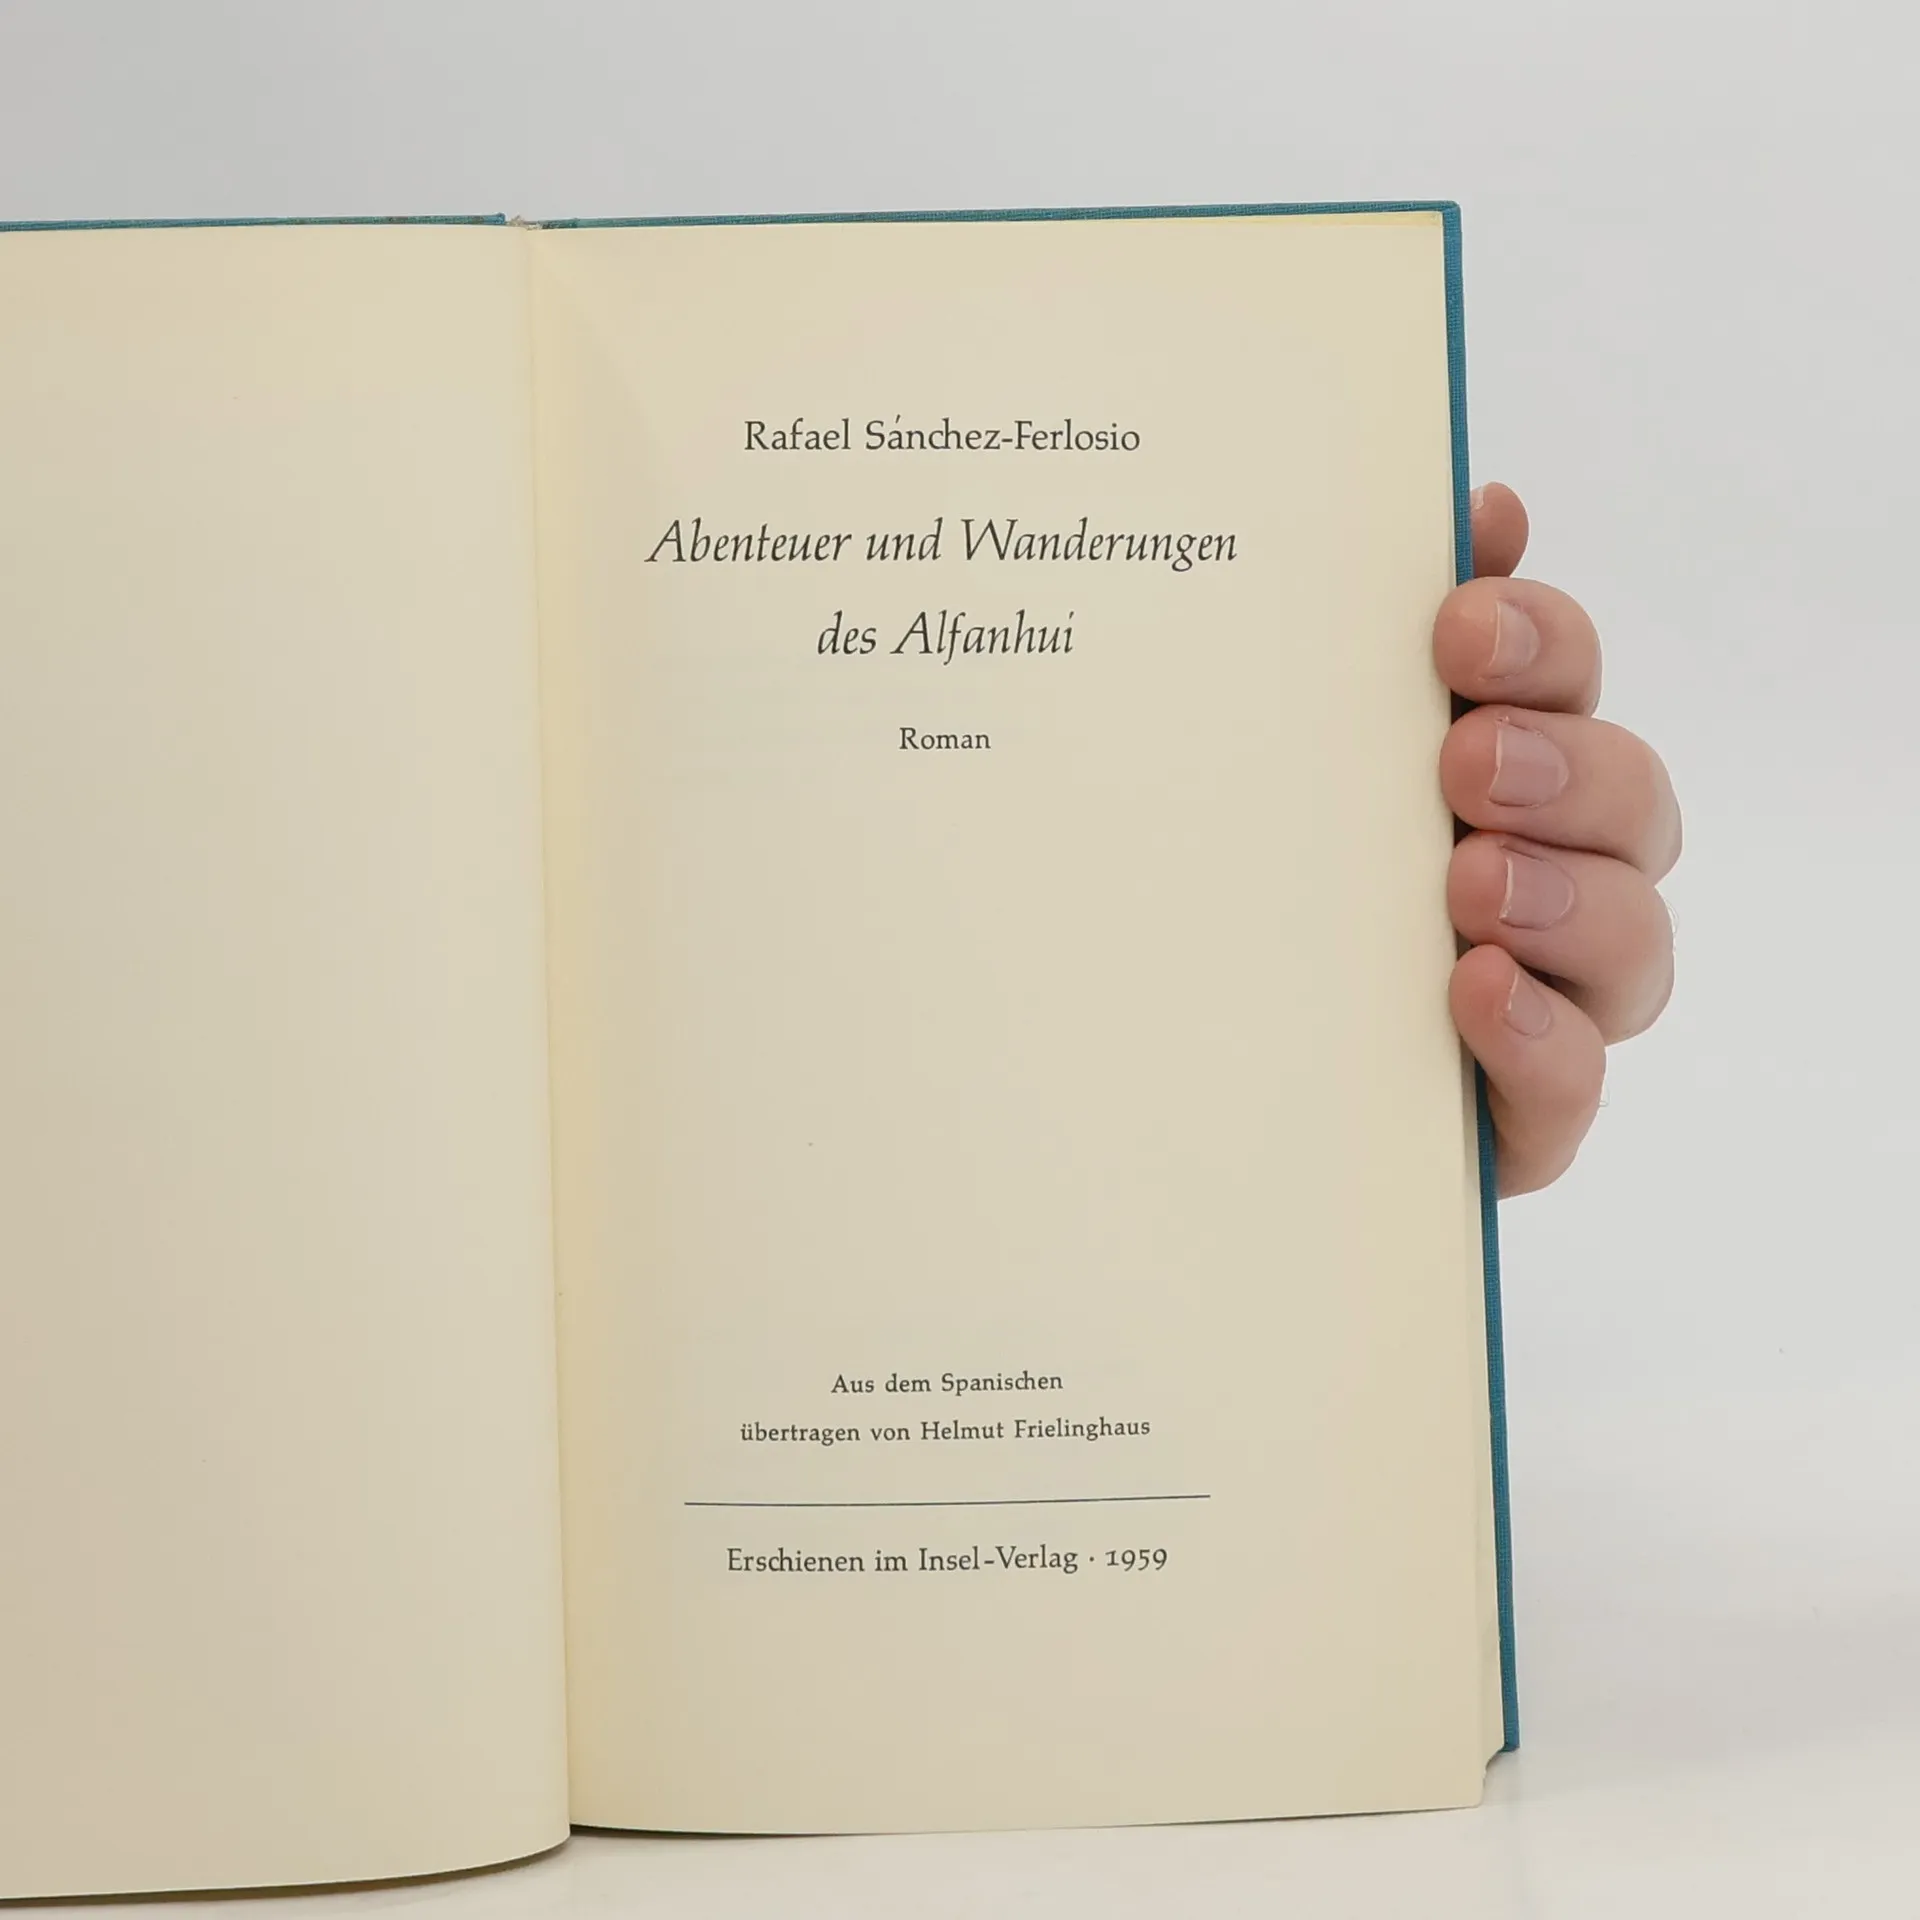 Rafael Sánchez-Ferlosio
Abenteuer und Wanderungen
des Alfanhui
Roman
Aus dem Spanischen
übertragen von Helmut Frielinghaus
Erschienen im Insel-Verlag · 1959